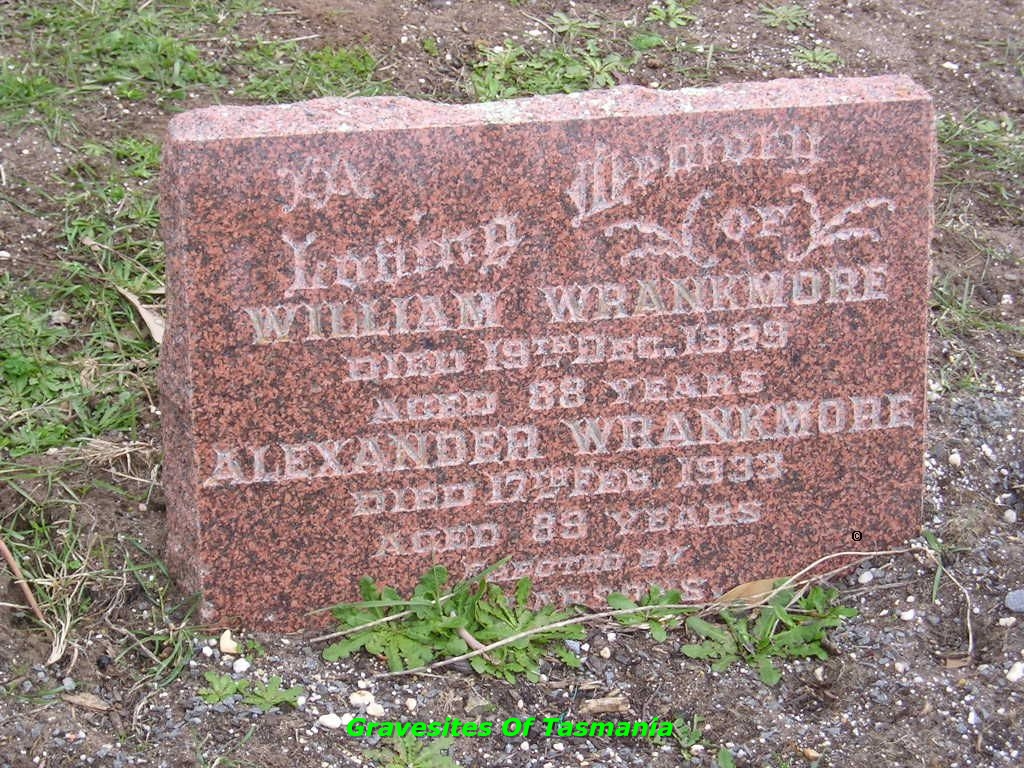 In Memory
Loving of
WILLIAM WRANKMORE
DIED 19TH DEC. 1929
AGED 88 YEARS
ALEXANDER WRANKMORE
DIED 17TH FEB. 1933
AGED 89 YEARS
ERECTED BY
©
Gravesites Of Tasmania